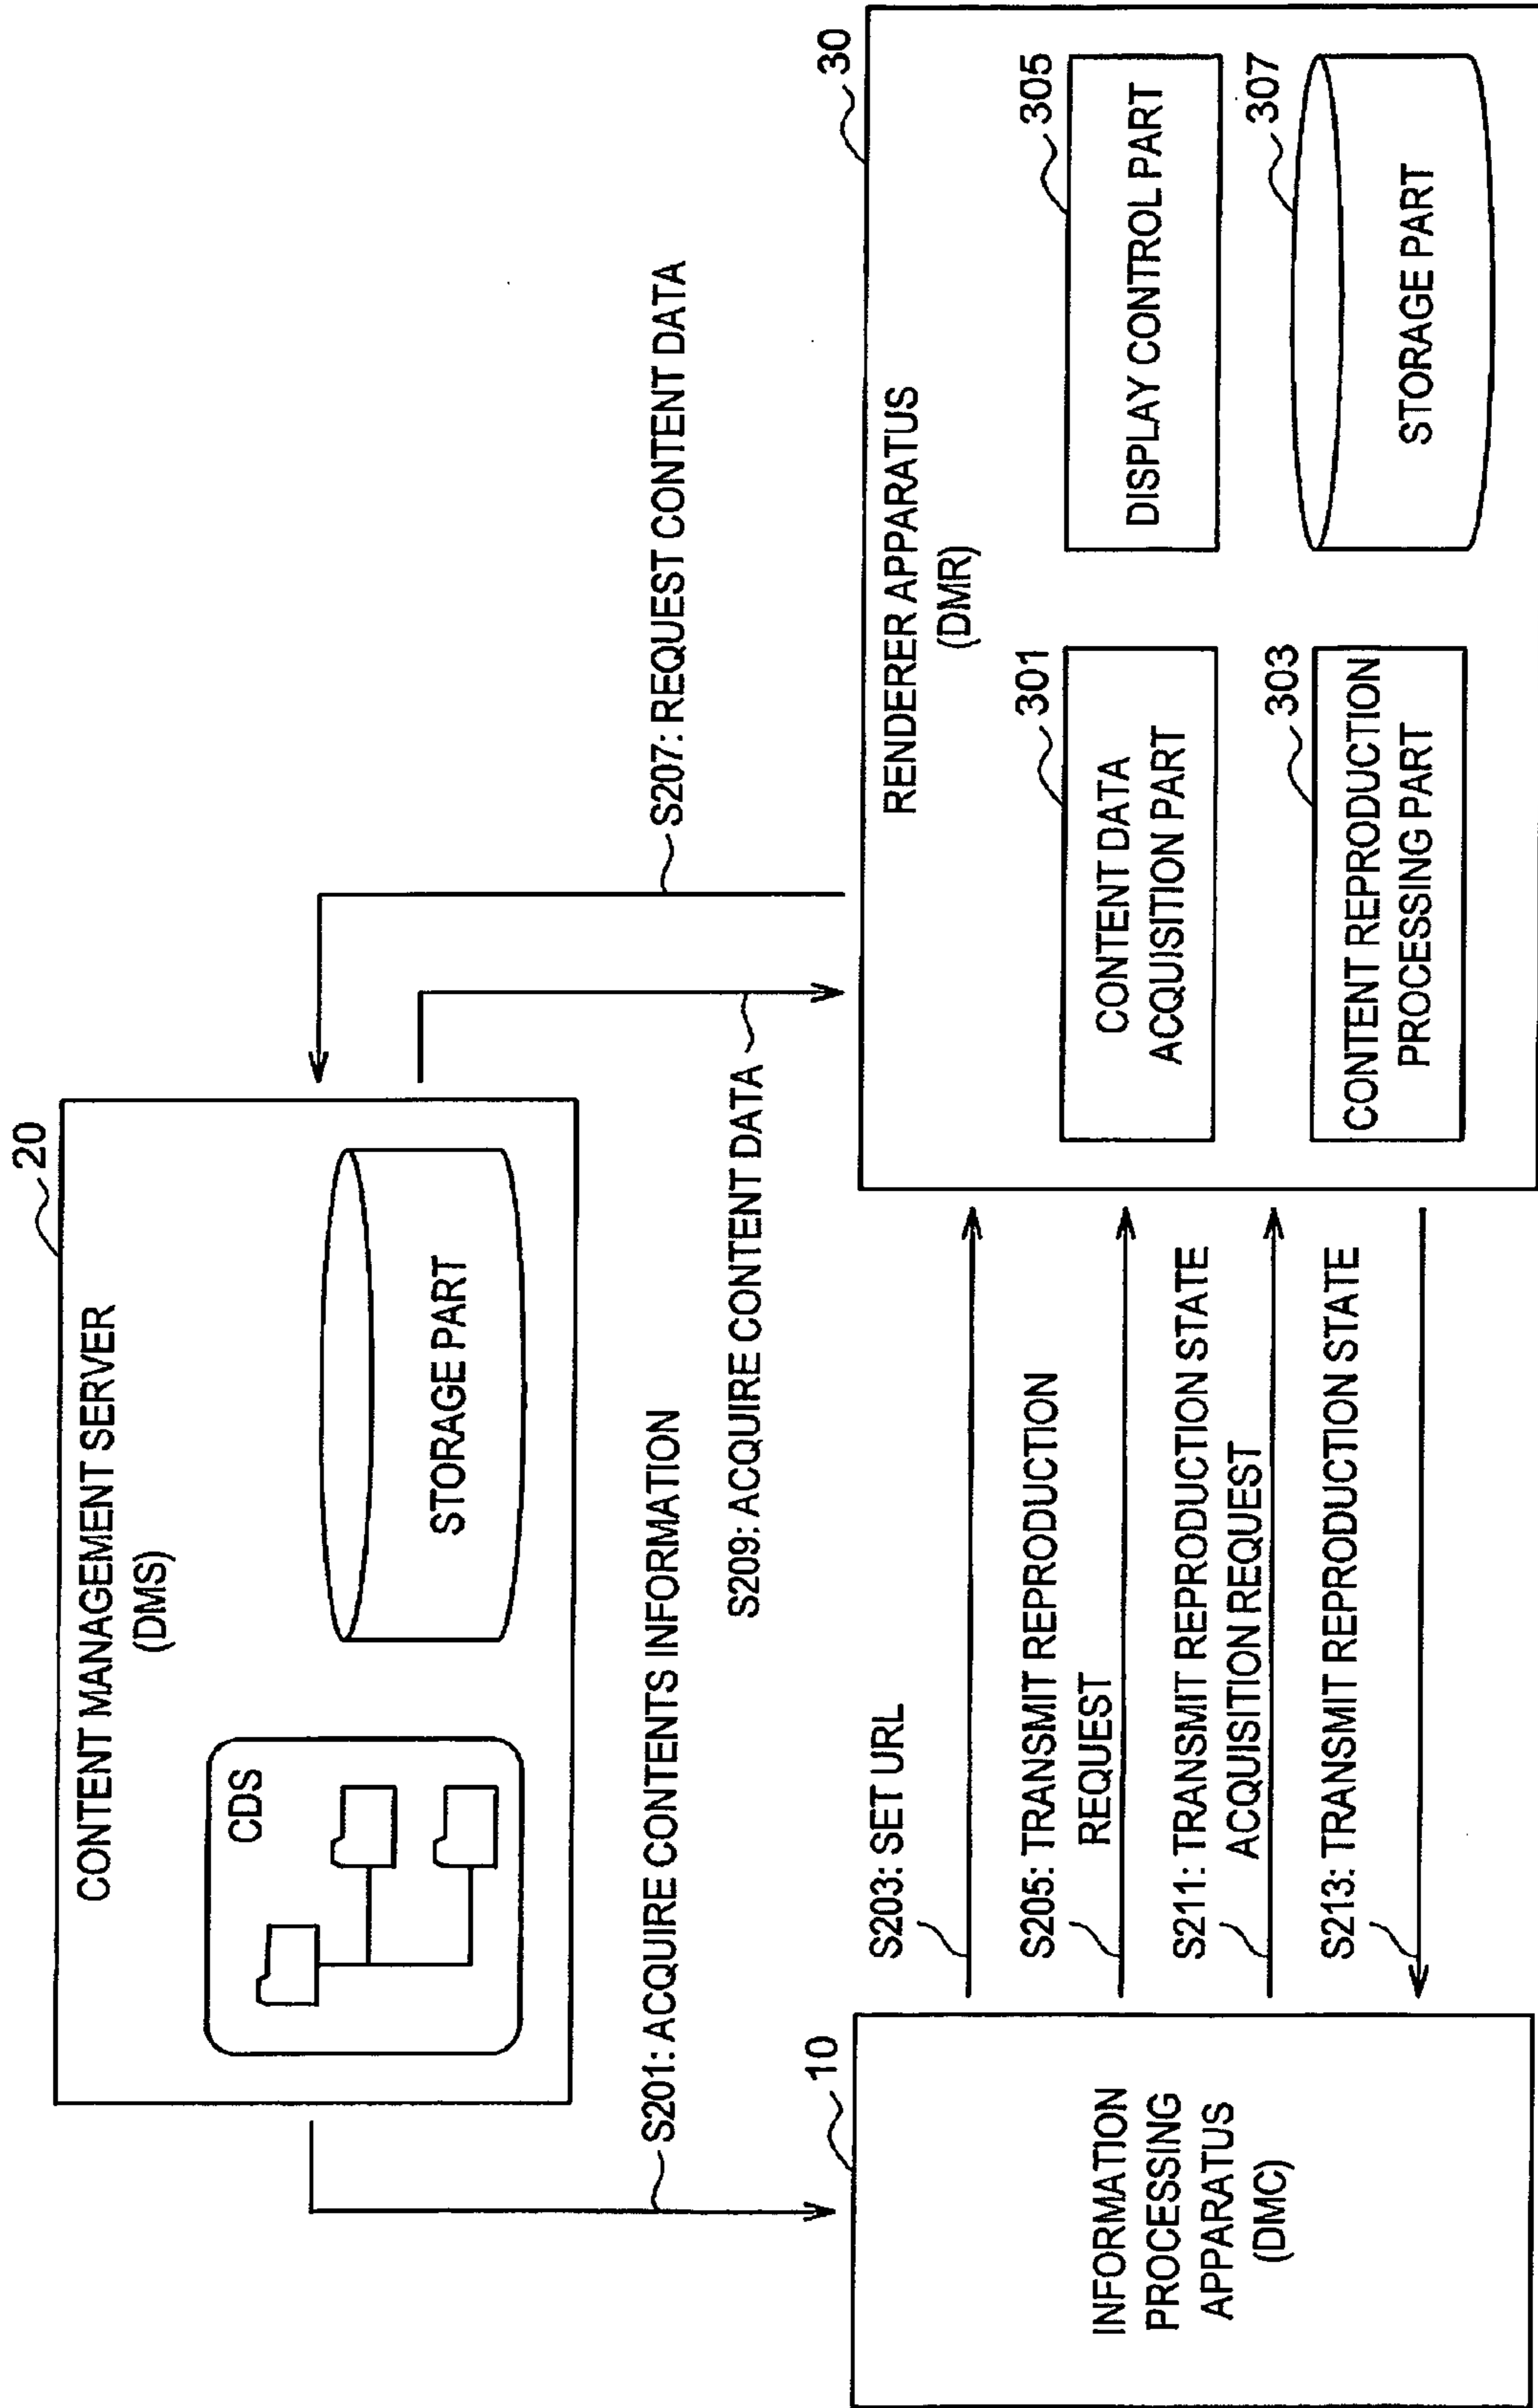 20
CONTENT MANAGEMENT SERVER
(DMS)
CDS
STORAGE PART
S201: ACQUIRE CONTENTS INFORMATION
S207: REQUEST CONTENT DATA
S209: ACQUIRE CONTENT DATA
10
INFORMATION
PROCESSING
APPARATUS
(DMC)
S203: SET URL
S205: TRANSMIT REPRODUCTION
REQUEST
S211: TRANSMIT REPRODUCTION STATE
ACQUISITION REQUEST
S213: TRANSMIT REPRODUCTION STATE
30
RENDERER APPARATUS
(DMR)
301
CONTENT DATA
ACQUISITION PART
305
DISPLAY CONTROL PART
303
CONTENT REPRODUCTION
PROCESSING PART
307
STORAGE PART